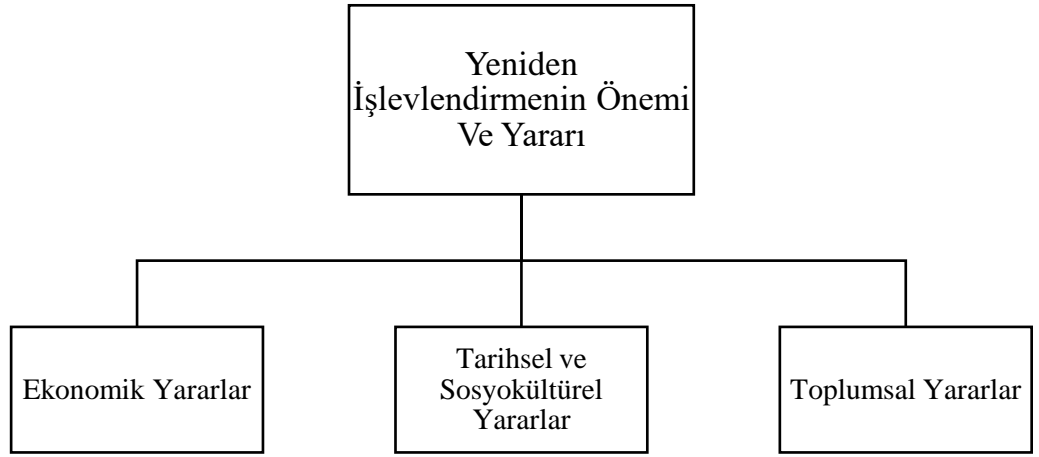 Yeniden
İşlevlendirmenin Önemi
Ve Yararı
Ekonomik Yararlar
Tarihsel ve
Sosyokültürel
Yararlar
Toplumsal Yararlar